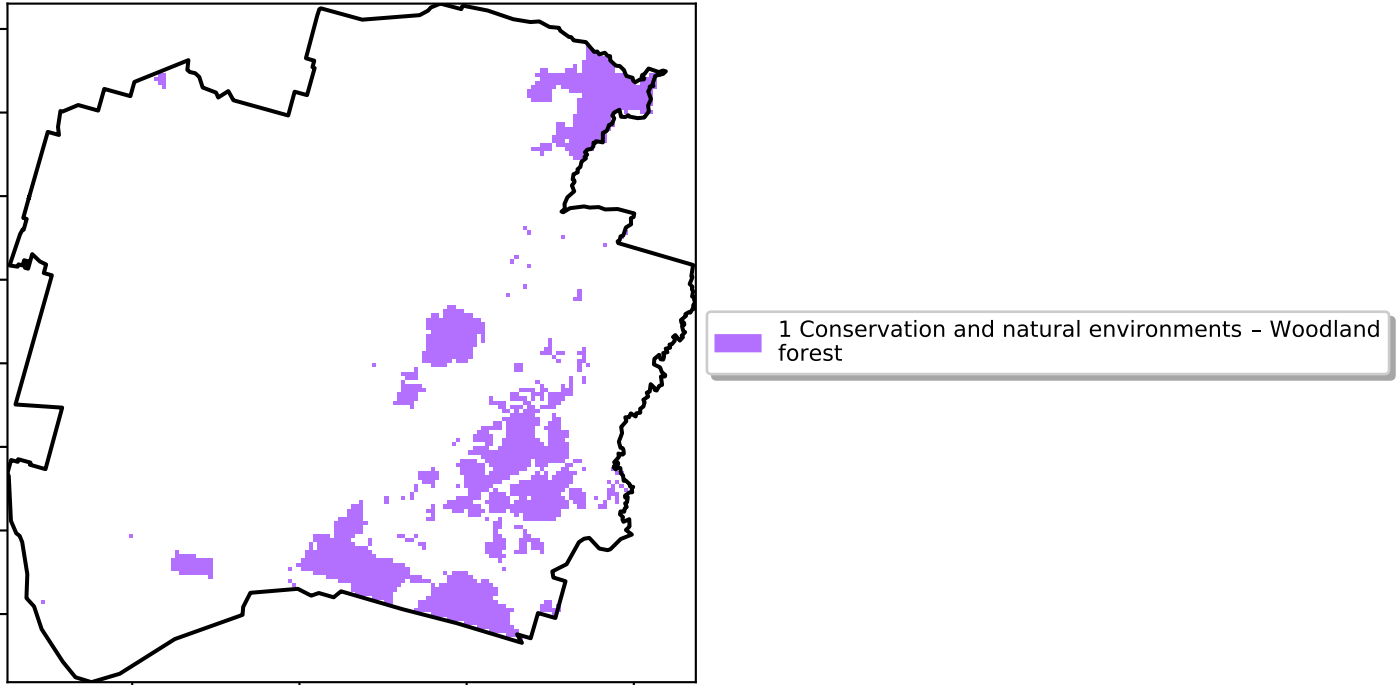 1 Conservation and natural environments – Woodland
forest